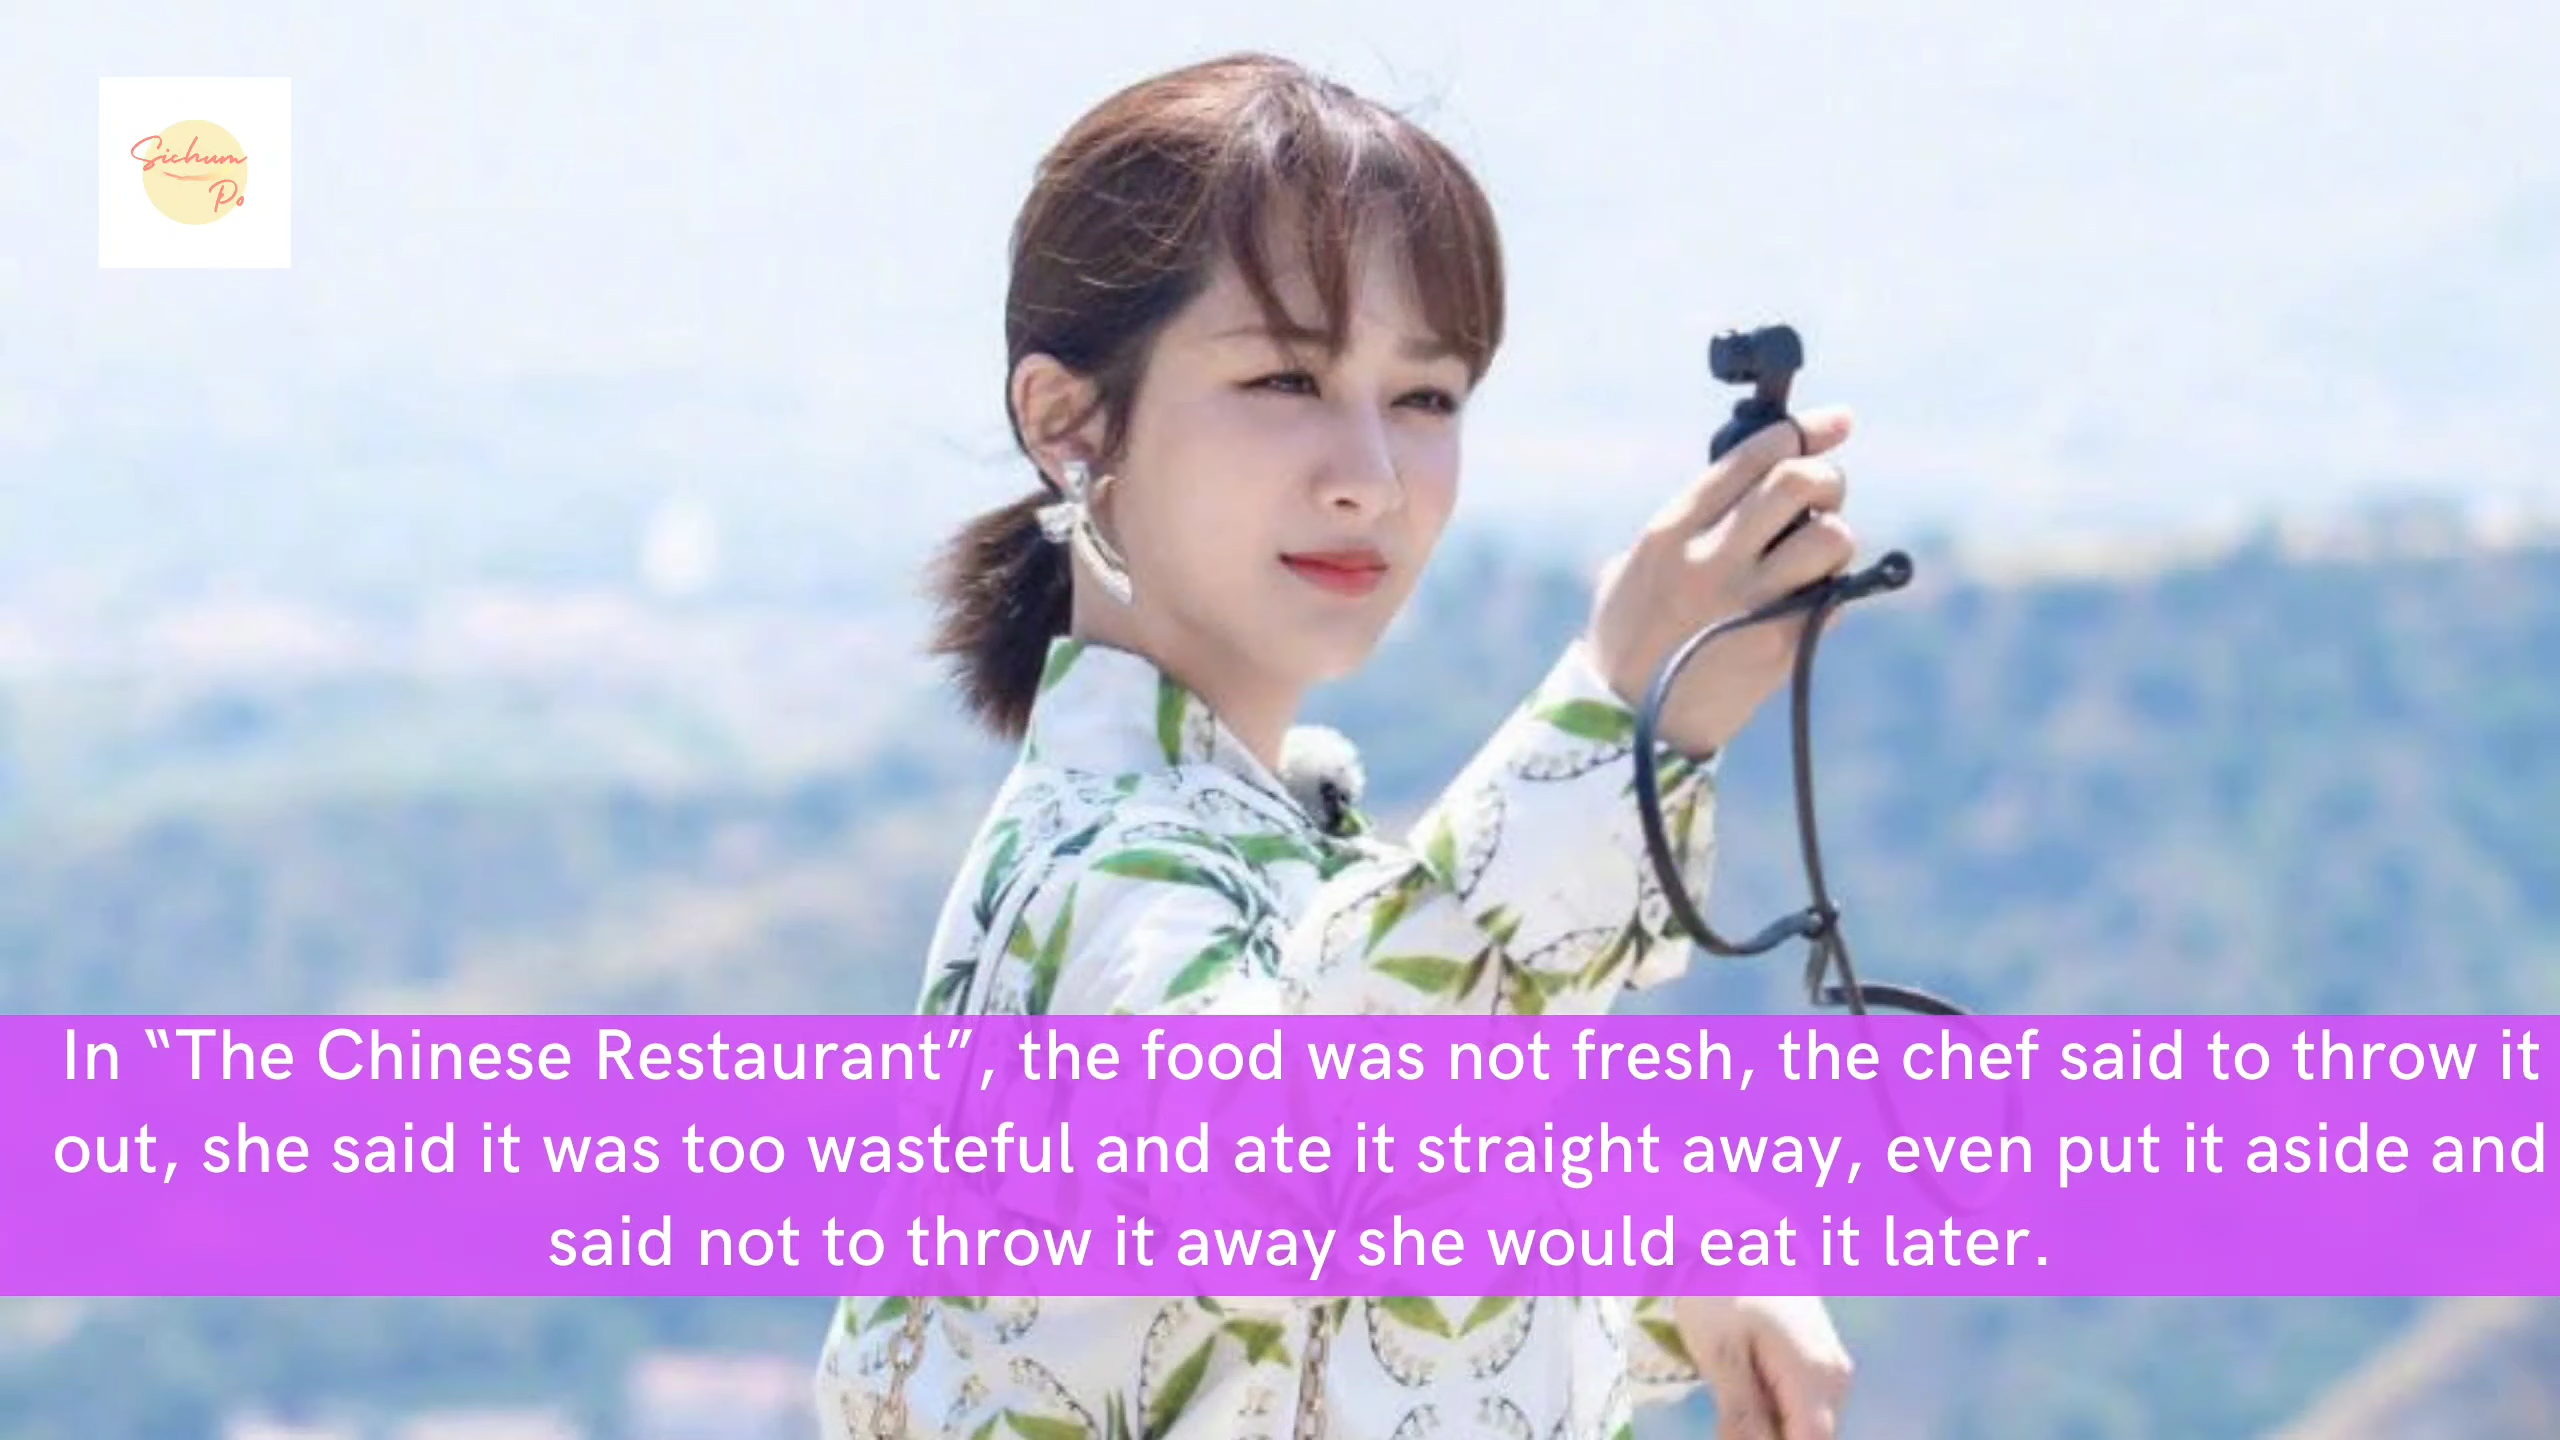 Sichum
Po
In “The Chinese Restaurant”, the food was not fresh, the chef said to throw it
out, she said it was too wasteful and ate it straight away, even put it aside and
said not to throw it away she would eat it later.